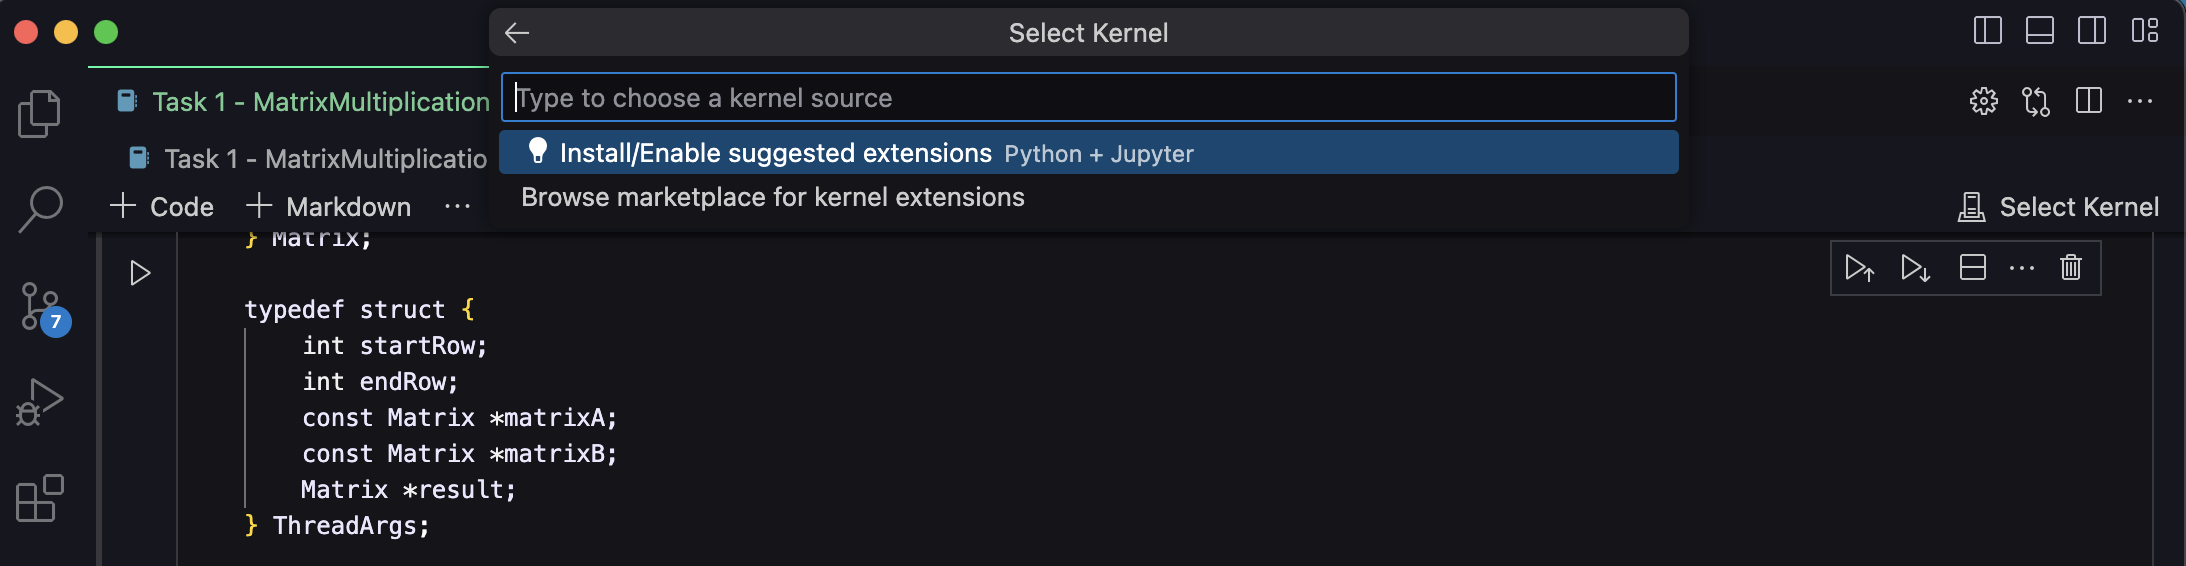 Select Kernel
Type to choose a kernel source
Task 1 - MatrixMultiplication
Install/Enable suggested extensions Python + Jupyter
Task 1 - MatrixMultiplicatio
Browse marketplace for kernel extensions
+ Code + Markdown ...
Select Kernel
} Matrix;
typedef struct {
int startRow;
7
int endRow;
const Matrix *matrixA;
const Matrix *matrixB;
Matrix *result;
} ThreadArgs;